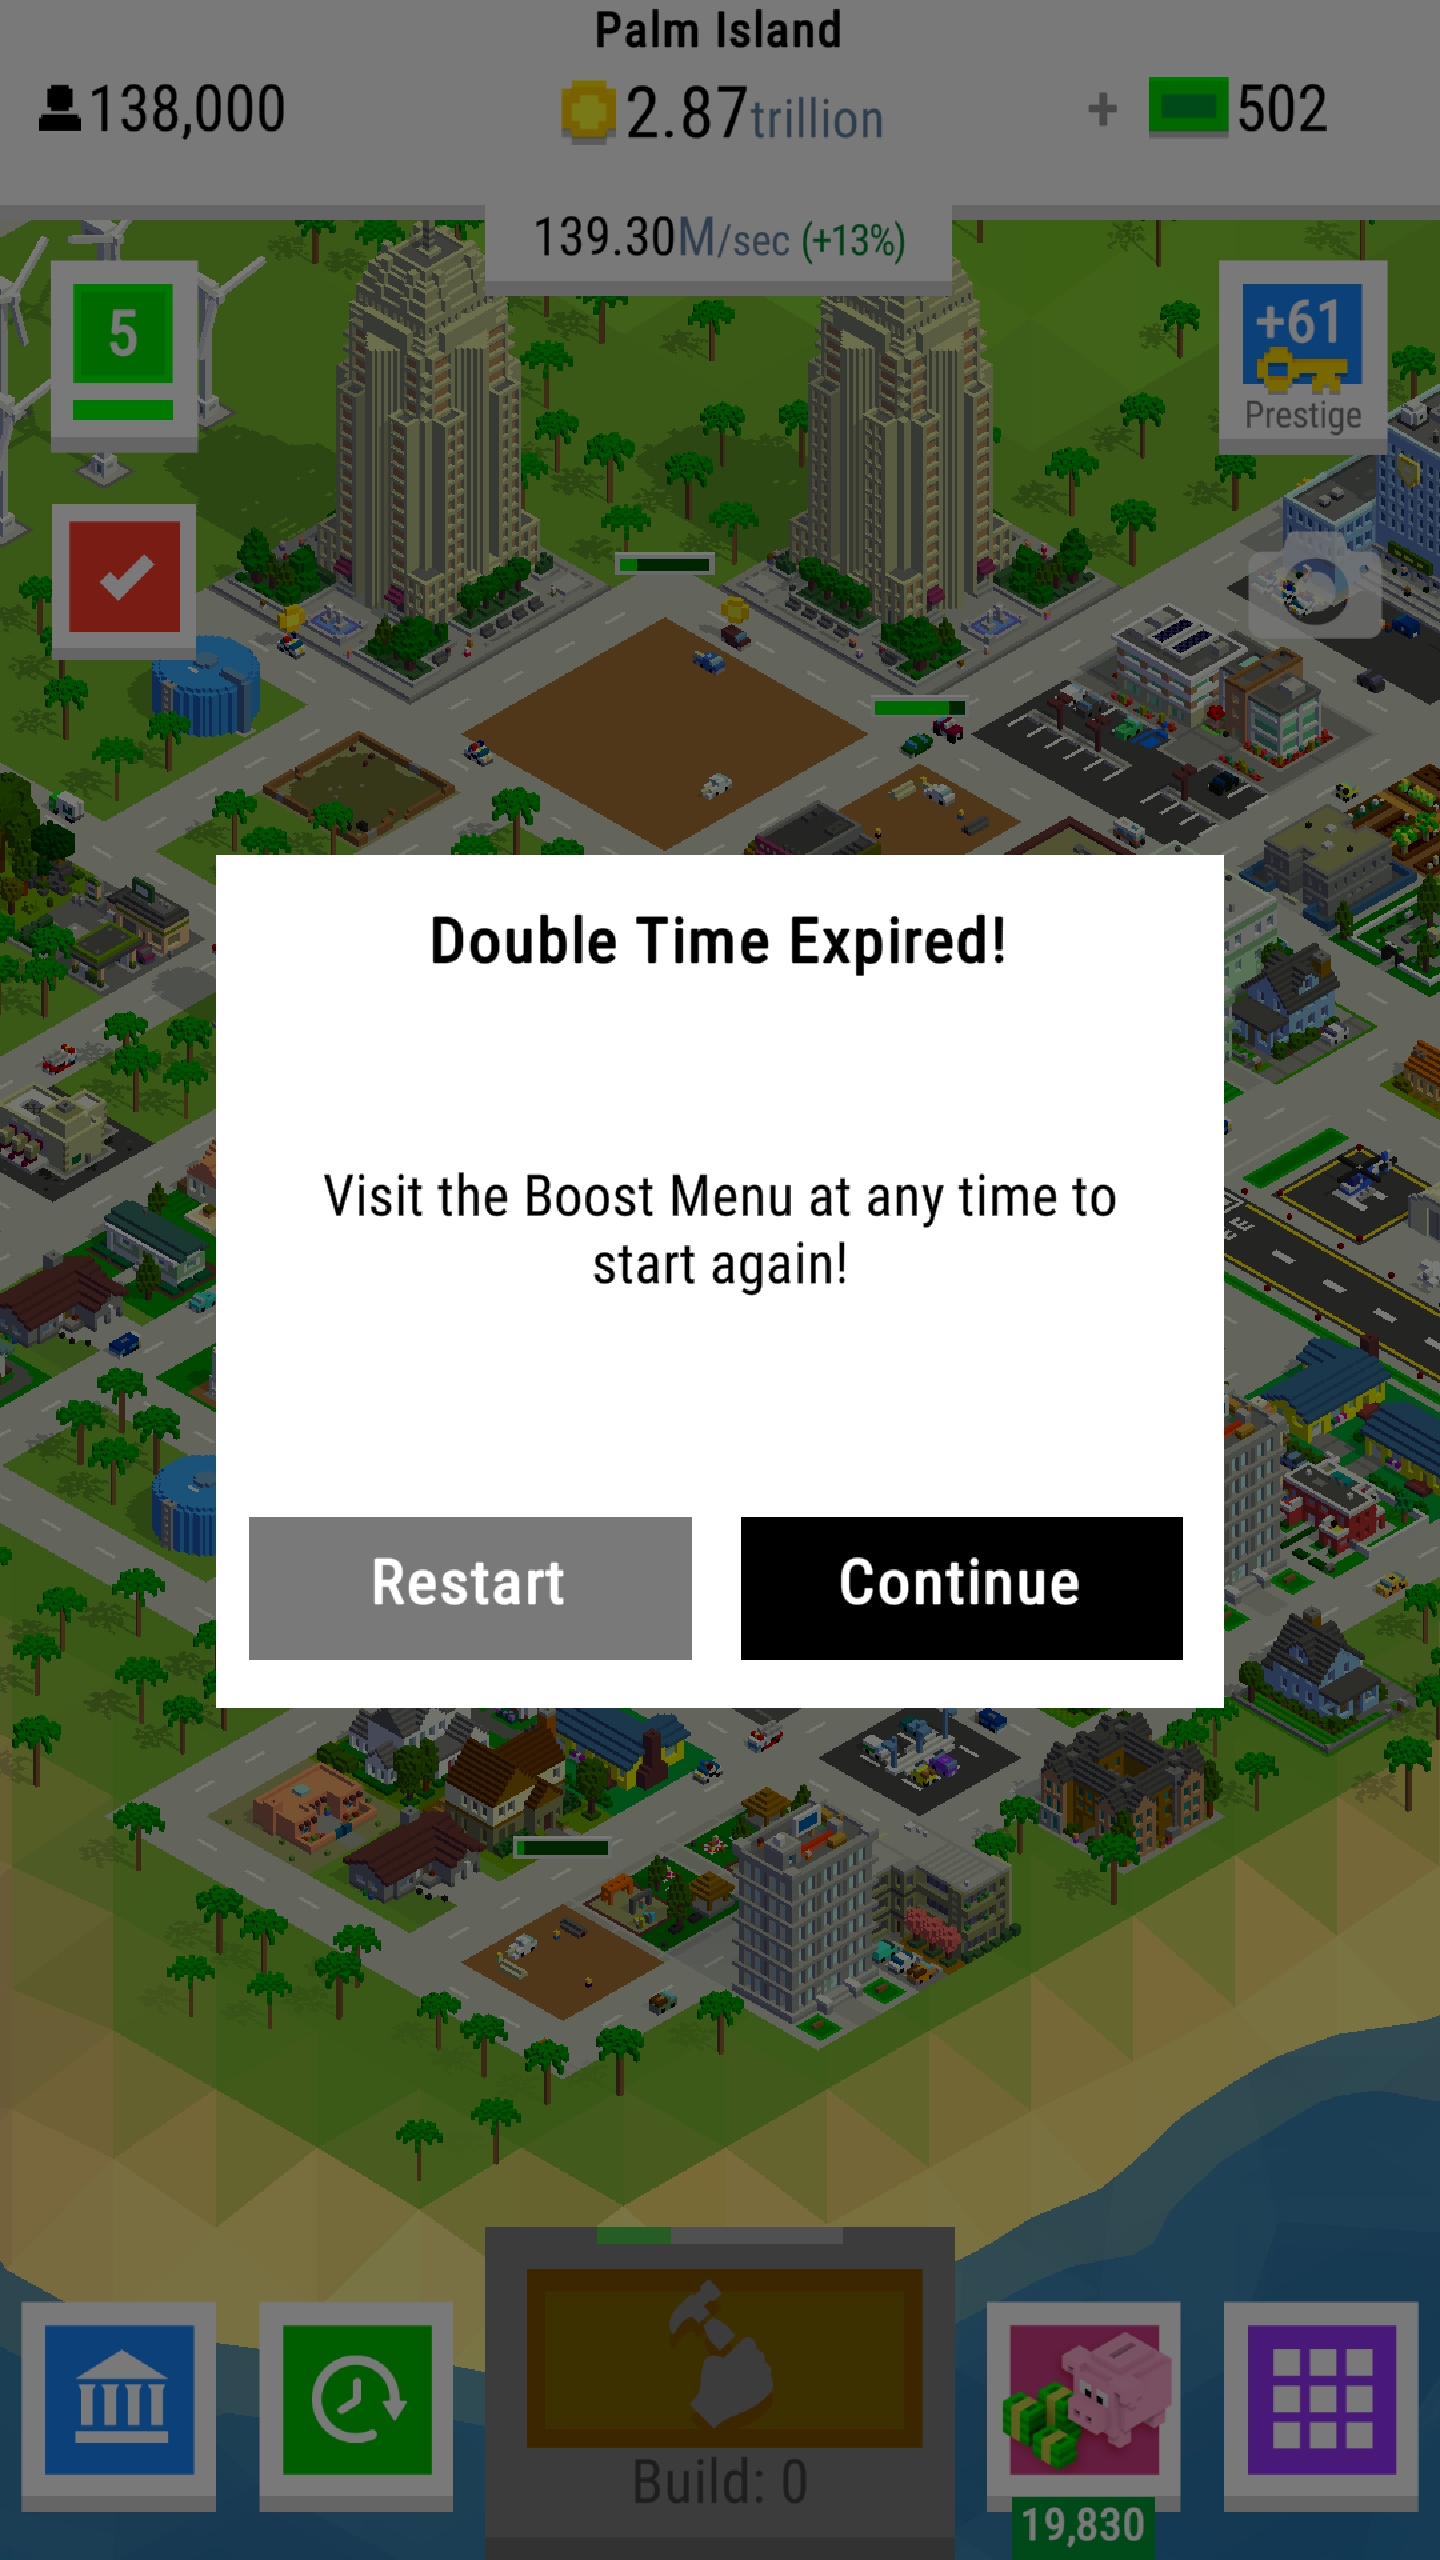 Palm Island
138,000
2.87trillion
+ 502
139.30M/sec (+13%)
5
+61
Prestige
Double Time Expired!
Visit the Boost Menu at any time to
start again!
Restart
Continue
Build: 0
19,830